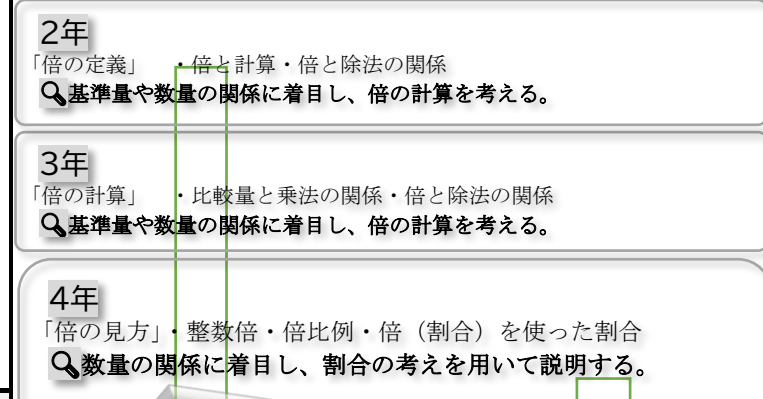 2年
「倍の定義」 ・倍と計算・倍と除法の関係
🔍基準量や数量の関係に着目し、倍の計算を考える。
3年
「倍の計算」 ・比較量と乗法の関係・倍と除法の関係
🔍基準量や数量の関係に着目し、倍の計算を考える。
4年
「倍の見方」・整数倍・倍比例・倍（割合）を使った割合
🔍数量の関係に着目し、割合の考えを用いて説明する。